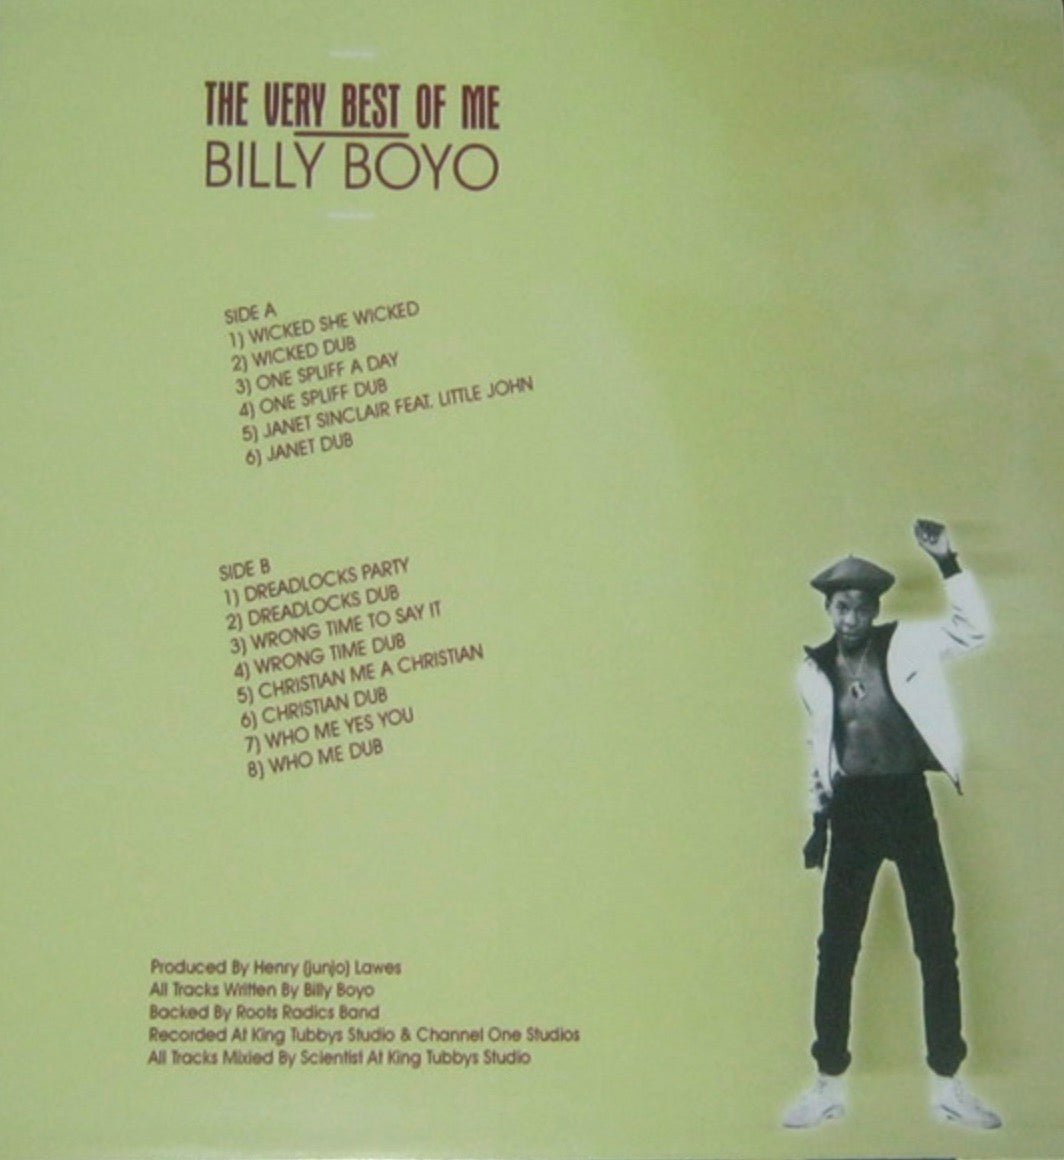 THE VERY BEST OF ME
BILLY BOYO
SIDE A
1) WICKED SHE WICKED
2) WICKED DUB
3) ONE SPLIFF A DAY
4) ONE SPLIFF DUB
5) JANET SINCLAIR FEAT. LITTLE JOHN
6) JANET DUB
SIDE B
1) DREADLOCKS PARTY
2) DREADLOCKS DUB
3) WRONG TIME TO SAY IT
4) WRONG TIME DUB
5) CHRISTIAN ME A CHRISTIAN
6) CHRISTIAN DUB
7) WHO ME YES YOU
8) WHO ME DUB
Produced By Henry (junjo) Lawes
All Tracks Written By Billy Boyo
Backed By Roots Radics Band
Recorded At King Tubbys Studio & Channel One Studios
All Tracks Mixied By Scientist At King Tubbys Studio